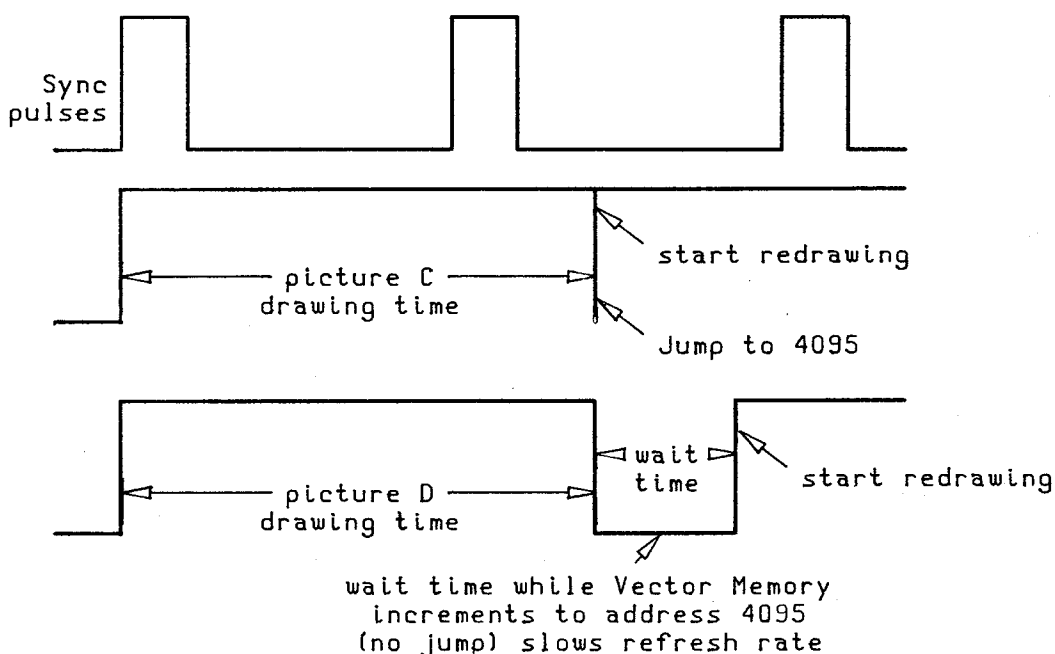 Sync
pulses
start redrawing
picture C
drawing time
Jump to 4095
wait
time
start redrawing
picture D
drawing time
wait time while Vector Memory
increments to address 4095
(no jump) slows refresh rate